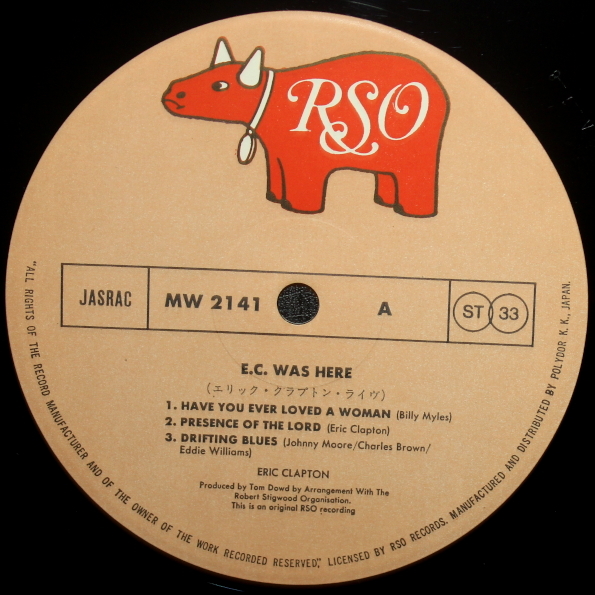 RSO
JASRAC
MW 2141
A
ST 33
E.C. WAS HERE
(エリック・クラプトン・ライヴ)
1. HAVE YOU EVER LOVED A WOMAN (Billy Myles)
2. PRESENCE OF THE LORD (Eric Clapton)
3. DRIFTING BLUES (Johnny Moore/Charles Brown/
Eddie Williams)
ERIC CLAPTON
Produced by Tom Dowd by Arrangement With The
Robert Stigwood Organisation.
This is an original RSO recording
"ALL RIGHTS OF THE RECORD MANUFACTURER AND OF THE OWNER OF THE WORK RECORDED RESERVED," LICENSED BY RSO RECORDS. MANUFACTURED AND DISTRIBUTED BY POLYDOR K. K., JAPAN.